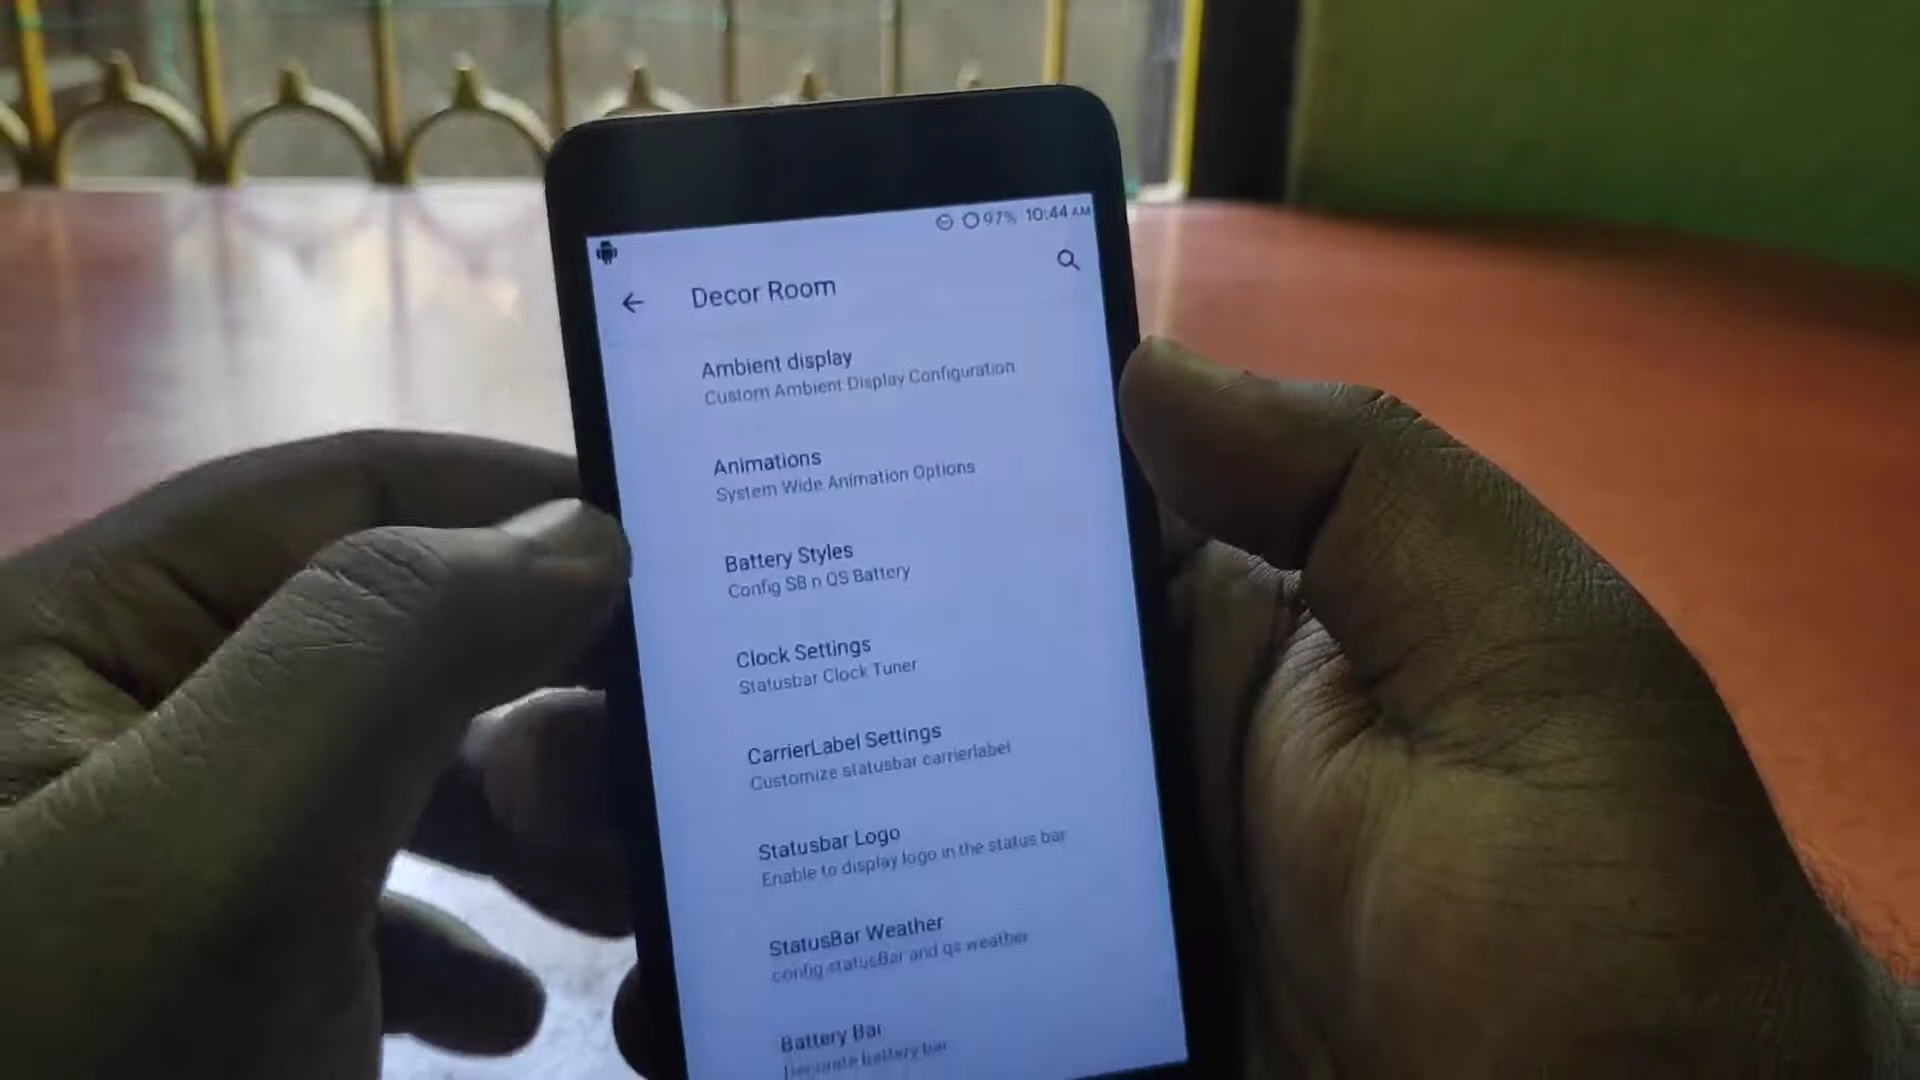 97% 10:44 AM
Decor Room
Ambient display
Custom Ambient Display Configuration
Animations
System Wide Animation Options
Battery Styles
Config SB n QS Battery
Clock Settings
Statusbar Clock Tuner
CarrierLabel Settings
Customize statusbar carrierlabel
Statusbar Logo
Enable to display logo in the status bar
StatusBar Weather
config statusBar and qs weather
Battery Bar
battery bar